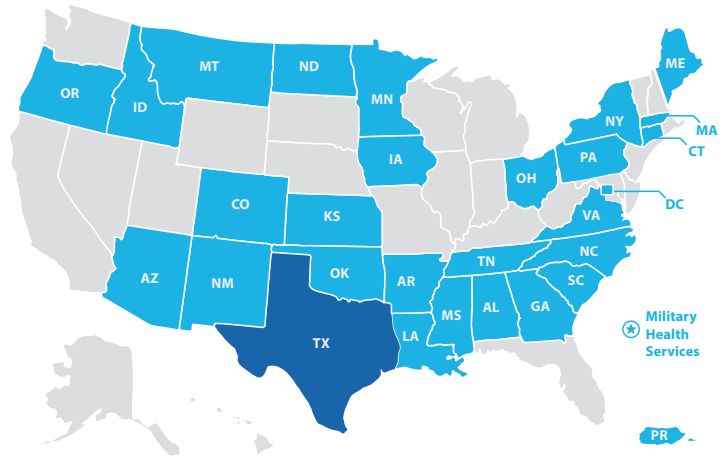 ME
MT
ND
OR
MN
ID
NY
MA
CT
IA
PA
OH
DC
CO
KS
VA
NC
TN
AZ
NM
OK
AR
SC
MS
AL
GA
Military
Health
Services
LA
TX
PR